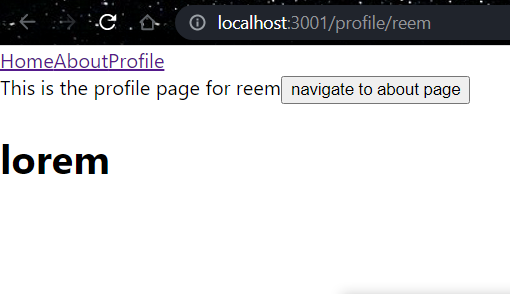 localhost:3001/profile/reem
HomeAboutProfile
This is the profile page for reem navigate to about page
lorem